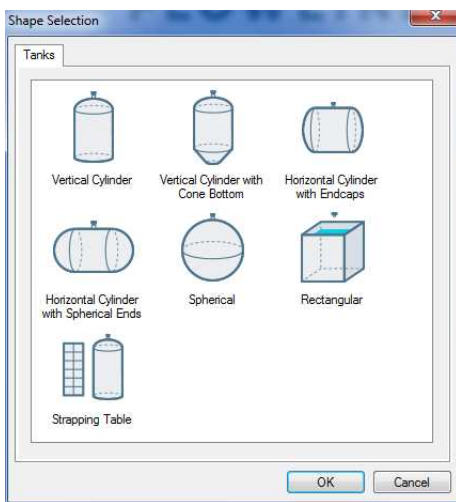 Shape Selection
Tanks
Vertical Cylinder
Vertical Cylinder with
Cone Bottom
Horizontal Cylinder
with Endcaps
Horizontal Cylinder
with Spherical Ends
Spherical
Rectangular
Strapping Table
OK
Cancel